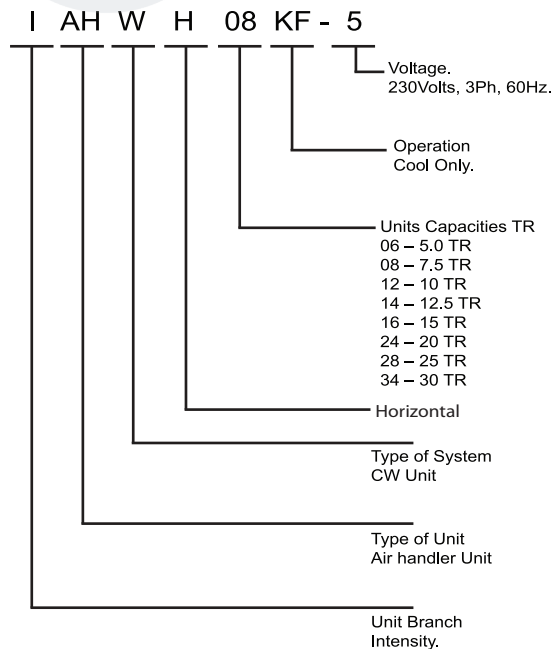 I AH W H 08 KF - 5
Voltage.
230Volts, 3Ph, 60Hz.
Operation
Cool Only.
Units Capacities TR
06 – 5.0 TR
08 – 7.5 TR
12 – 10 TR
14 – 12.5 TR
16 – 15 TR
24 – 20 TR
28 – 25 TR
34 – 30 TR
Horizontal
Type of System
CW Unit
Type of Unit
Air handler Unit
Unit Branch
Intensity.